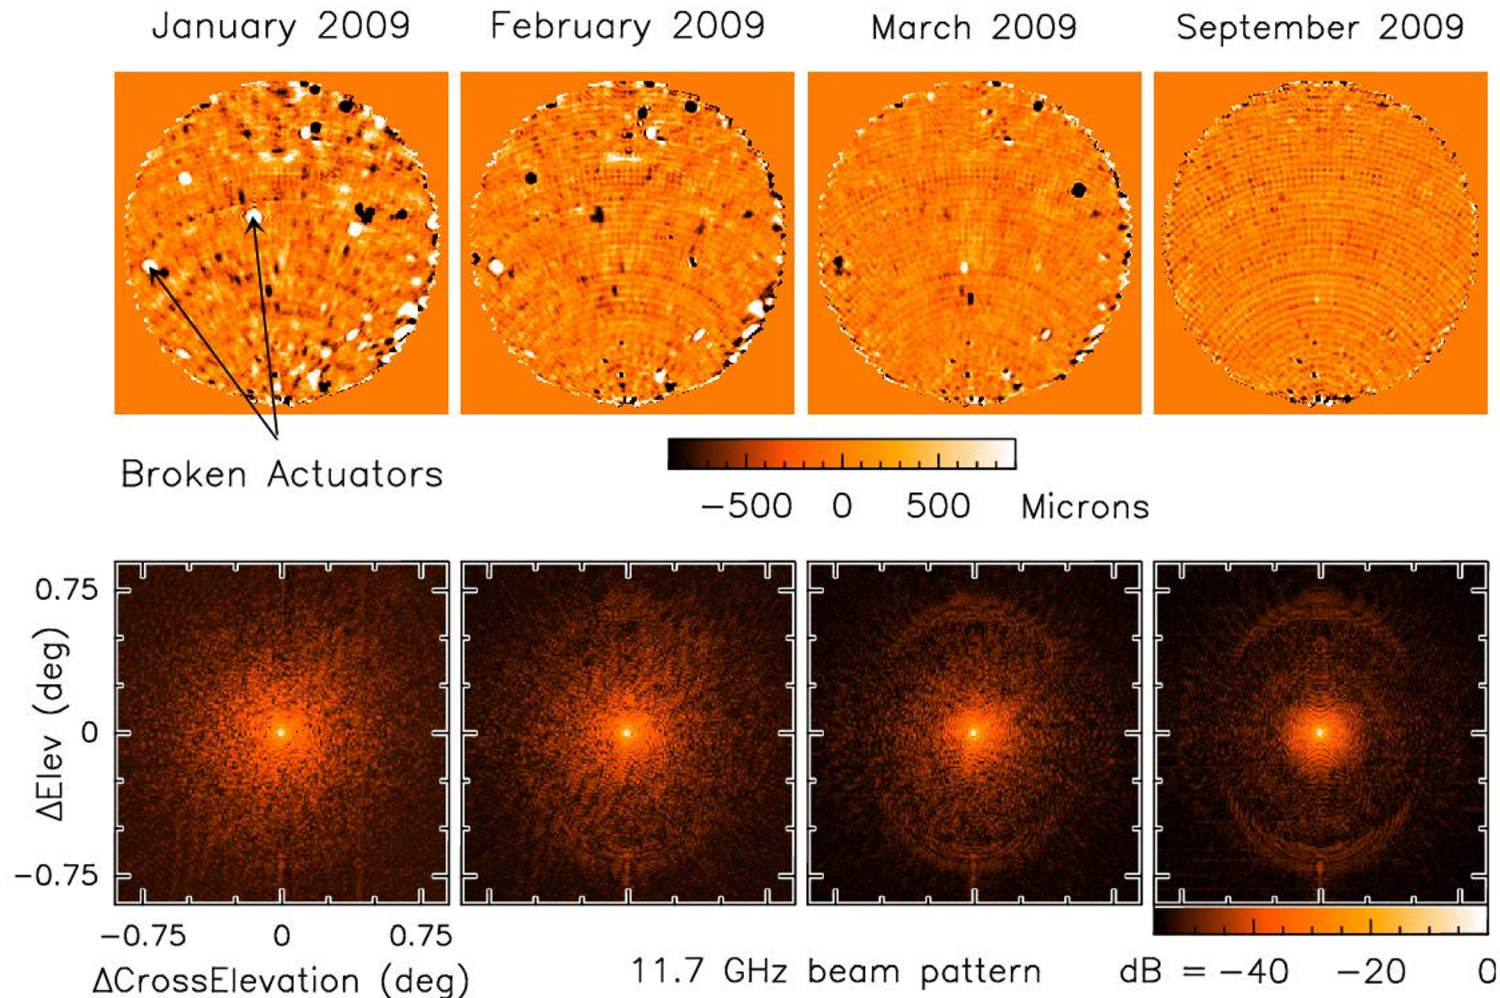 January 2009
February 2009
March 2009
September 2009
Broken Actuators
−500 0 500 Microns
0.75
0
−0.75
ΔElev (deg)
−0.75 0 0.75
ΔCrossElevation (deg)
11.7 GHz beam pattern
dB = −40 −20 0